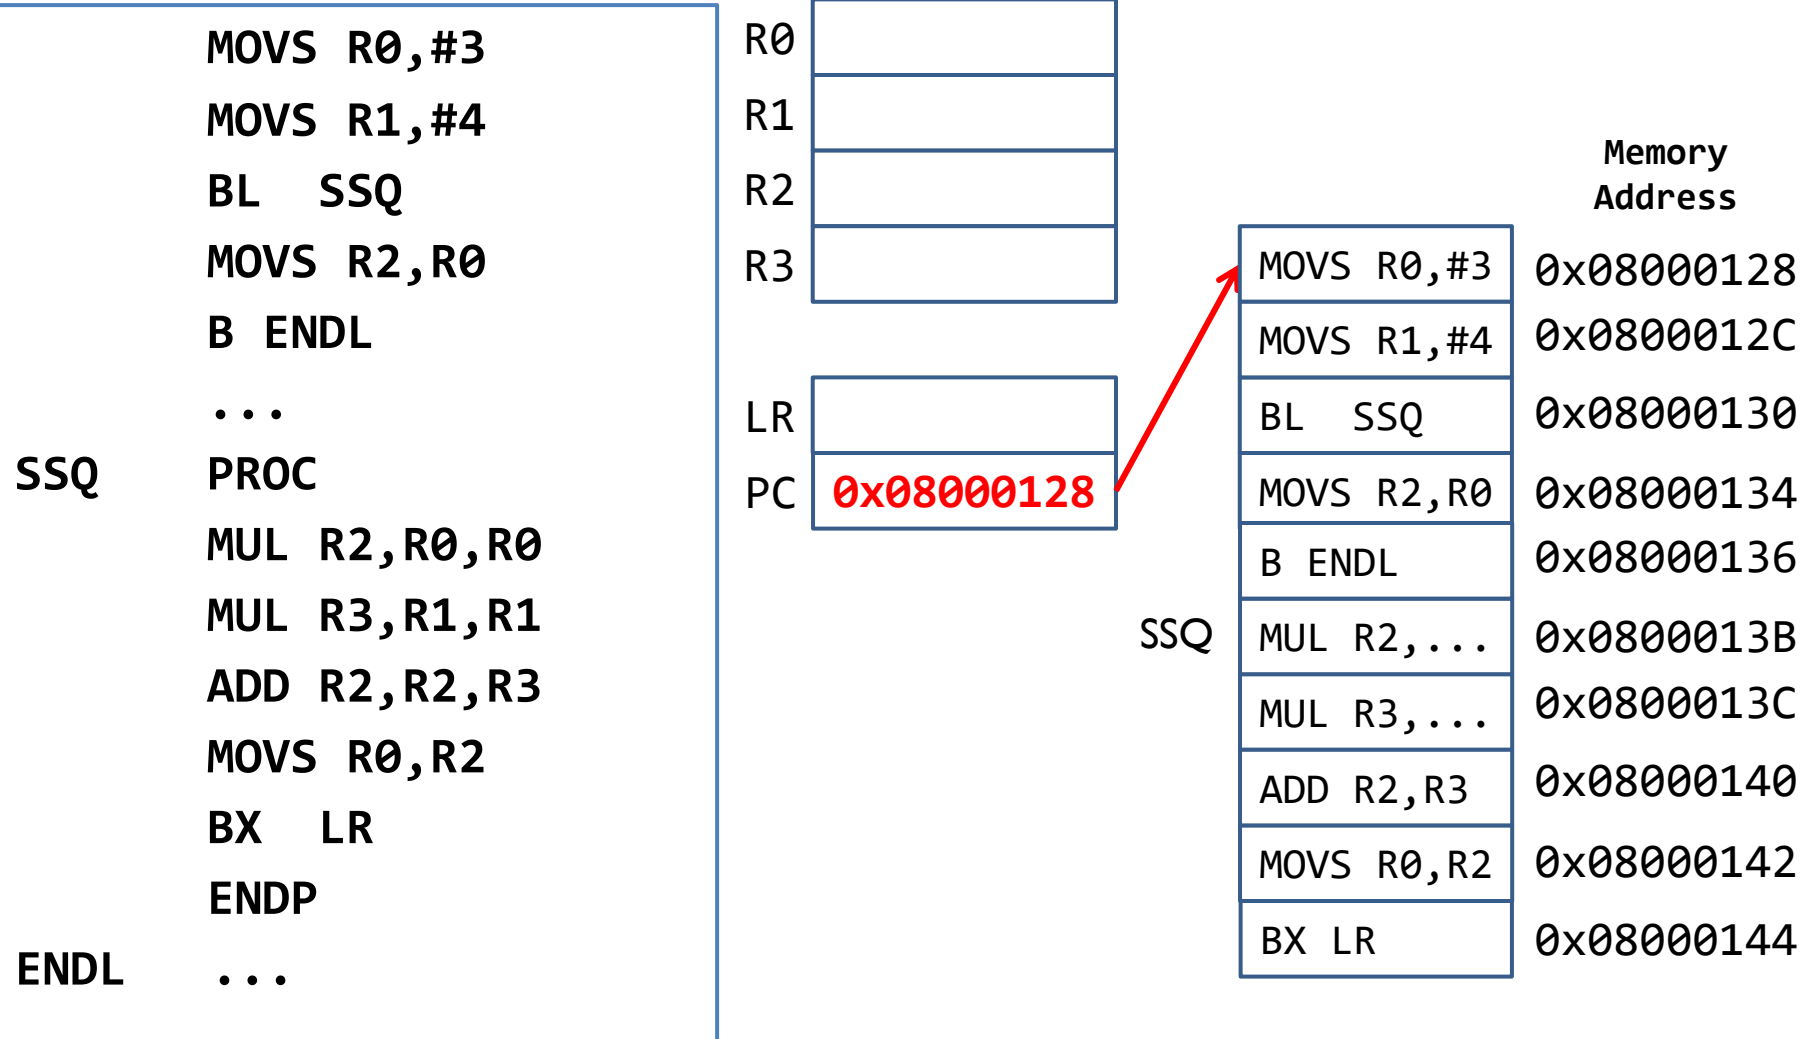 MOVS R0,#3
MOVS R1,#4
BL SSQ
MOVS R2,R0
B ENDL
...
SSQ PROC
MUL R2,R0,R0
MUL R3,R1,R1
ADD R2,R2,R3
MOVS R0,R2
BX LR
ENDP
ENDL ...
R0
R1
R2
R3
LR
PC 0x08000128
Memory
Address
MOVS R0,#3 0x08000128
MOVS R1,#4 0x0800012C
BL SSQ 0x08000130
MOVS R2,R0 0x08000134
B ENDL 0x08000136
SSQ MUL R2,... 0x0800013B
MUL R3,... 0x0800013C
ADD R2,R3 0x08000140
MOVS R0,R2 0x08000142
BX LR 0x08000144